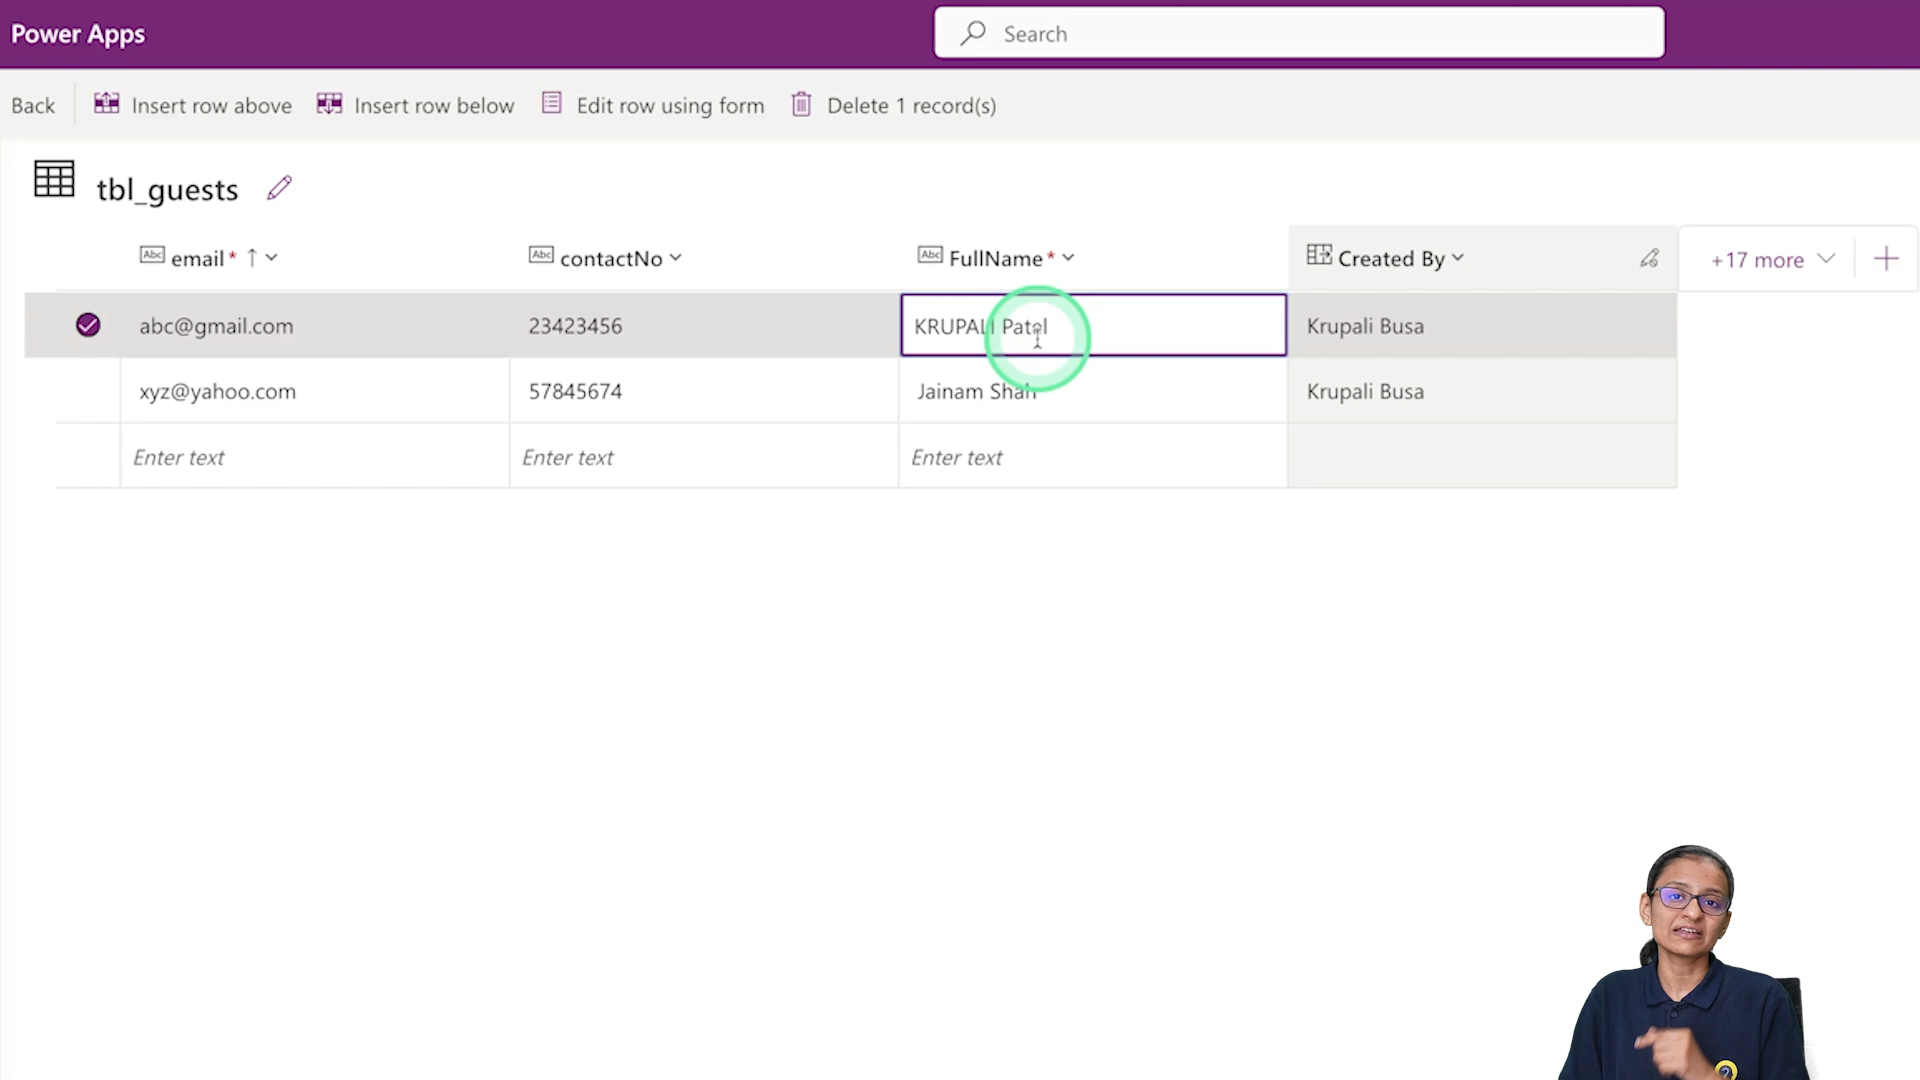 Power Apps
Search
Back Insert row above Insert row below Edit row using form Delete 1 record(s)
tbl_guests
email * contactNo FullName * Created By +17 more
abc@gmail.com 23423456 KRUPALI Patel Krupali Busa
xyz@yahoo.com 57845674 Jainam Shah Krupali Busa
Enter text Enter text Enter text